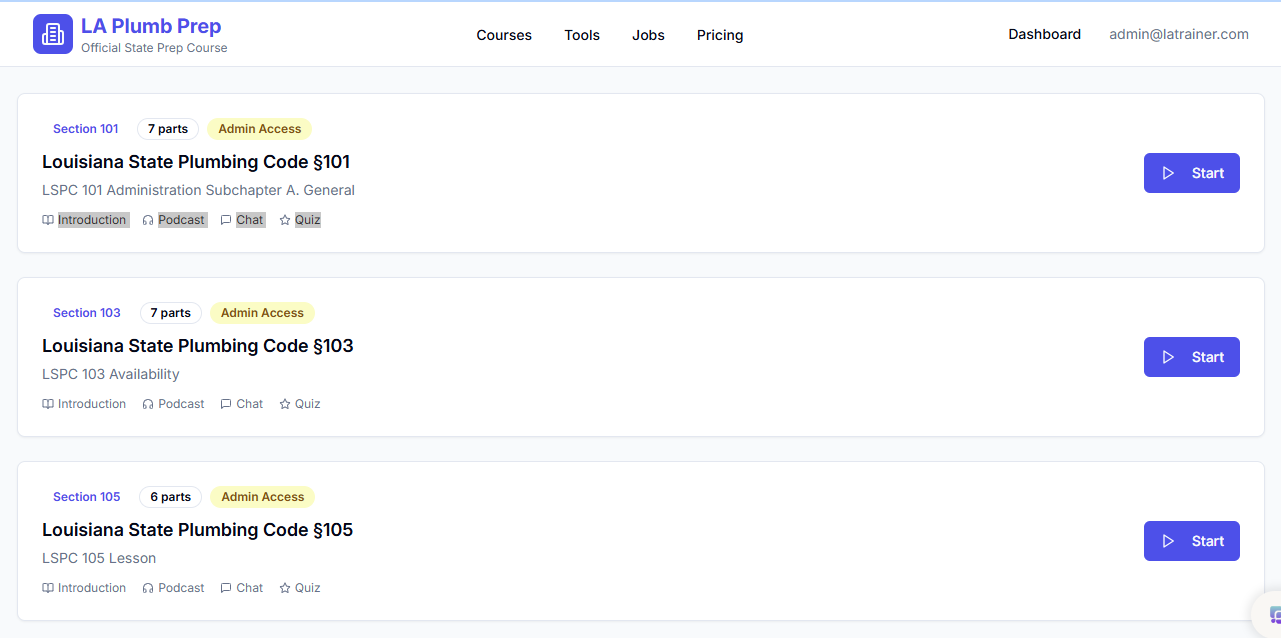 LA Plumb Prep
Official State Prep Course
Courses Tools Jobs Pricing
Dashboard admin@latrainer.com
Section 101 7 parts Admin Access
Louisiana State Plumbing Code §101
LSPC 101 Administration Subchapter A. General
Introduction Podcast Chat Quiz
Start
Section 103 7 parts Admin Access
Louisiana State Plumbing Code §103
LSPC 103 Availability
Introduction Podcast Chat Quiz
Start
Section 105 6 parts Admin Access
Louisiana State Plumbing Code §105
LSPC 105 Lesson
Introduction Podcast Chat Quiz
Start